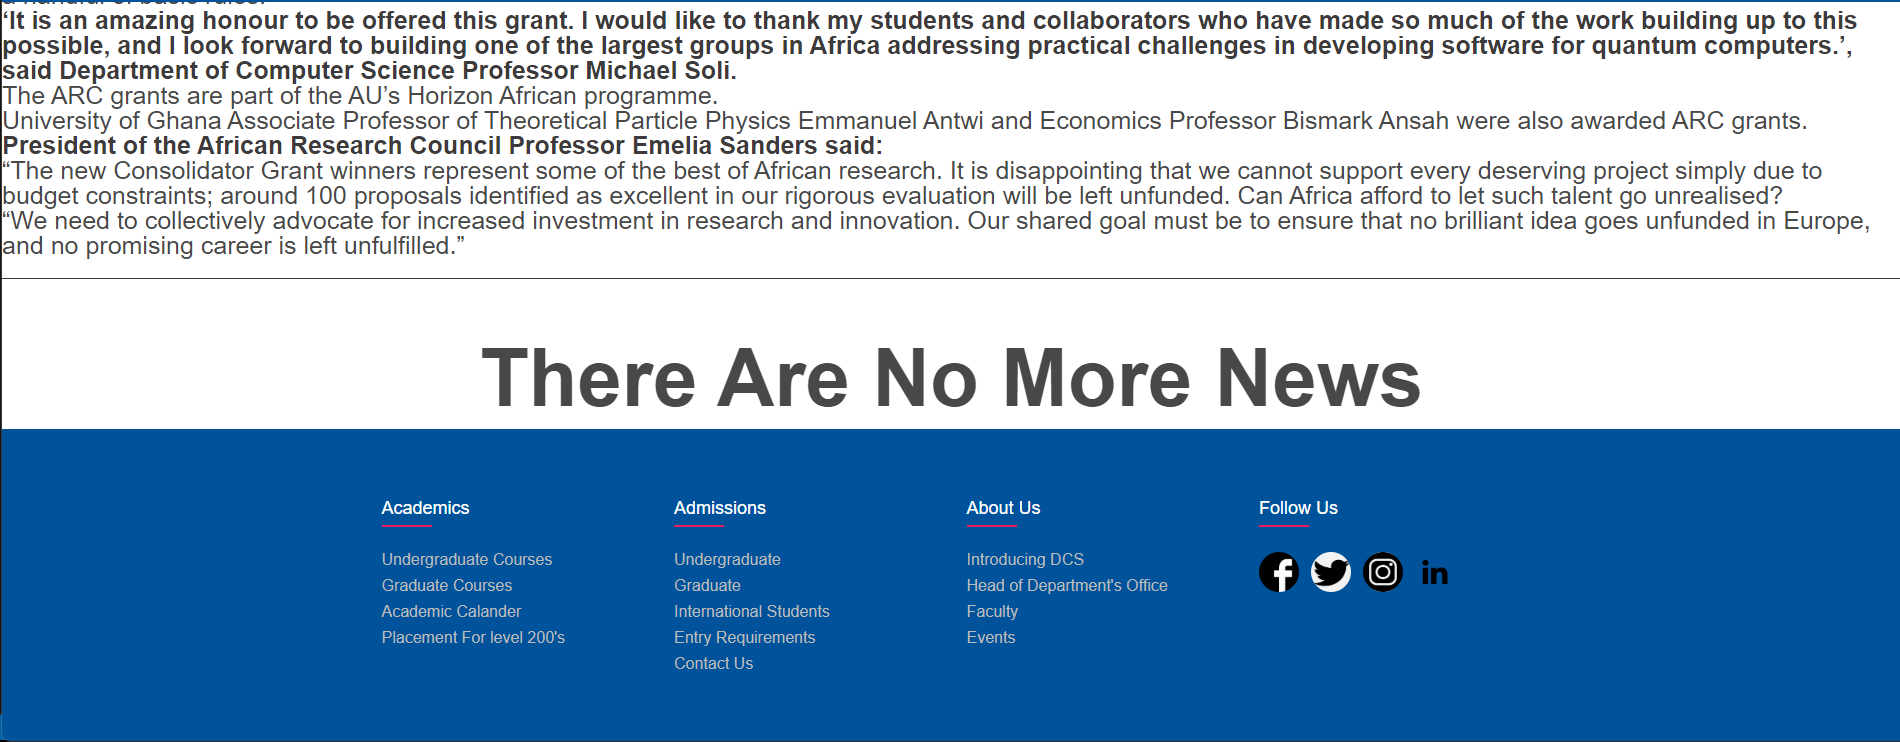 a handful of basic rules.
‘It is an amazing honour to be offered this grant. I would like to thank my students and collaborators who have made so much of the work building up to this
possible, and I look forward to building one of the largest groups in Africa addressing practical challenges in developing software for quantum computers.’,
said Department of Computer Science Professor Michael Soli.
The ARC grants are part of the AU’s Horizon African programme.
University of Ghana Associate Professor of Theoretical Particle Physics Emmanuel Antwi and Economics Professor Bismark Ansah were also awarded ARC grants.
President of the African Research Council Professor Emelia Sanders said:
“The new Consolidator Grant winners represent some of the best of African research. It is disappointing that we cannot support every deserving project simply due to
budget constraints; around 100 proposals identified as excellent in our rigorous evaluation will be left unfunded. Can Africa afford to let such talent go unrealised?
“We need to collectively advocate for increased investment in research and innovation. Our shared goal must be to ensure that no brilliant idea goes unfunded in Europe,
and no promising career is left unfulfilled.”
There Are No More News
Academics
Undergraduate Courses
Graduate Courses
Academic Calander
Placement For level 200's
Admissions
Undergraduate
Graduate
International Students
Entry Requirements
Contact Us
About Us
Introducing DCS
Head of Department's Office
Faculty
Events
Follow Us